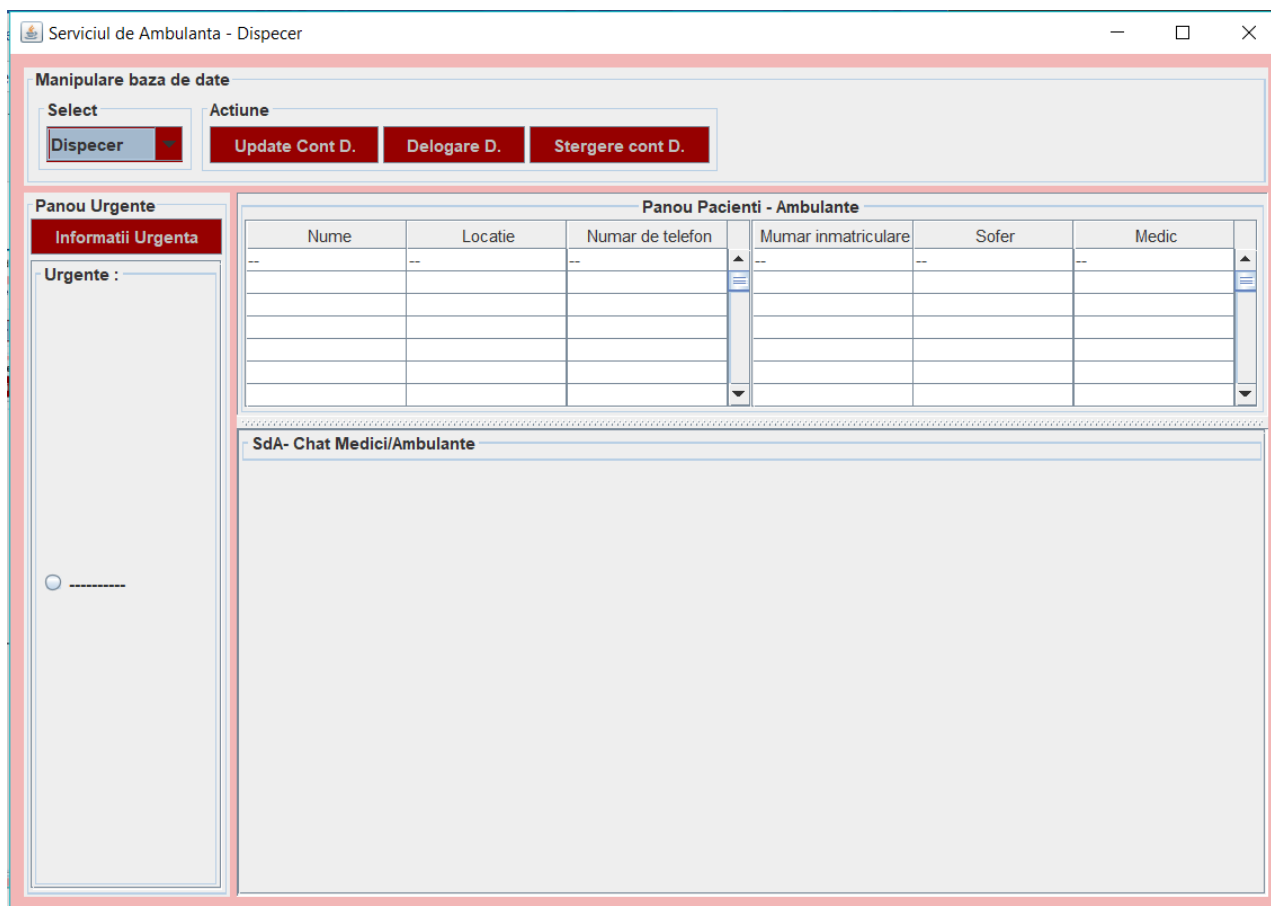 Serviciul de Ambulanta - Dispecer
Manipulare baza de date
Select
Actiune
Dispecer
Update Cont D.
Delogare D.
Stergere cont D.
Panou Urgente
Informatii Urgenta
Urgente :
----------
Panou Pacienti - Ambulante
Nume Locatie Numar de telefon Mumar inmatriculare Sofer Medic
-- -- -- -- -- --
SdA- Chat Medici/Ambulante